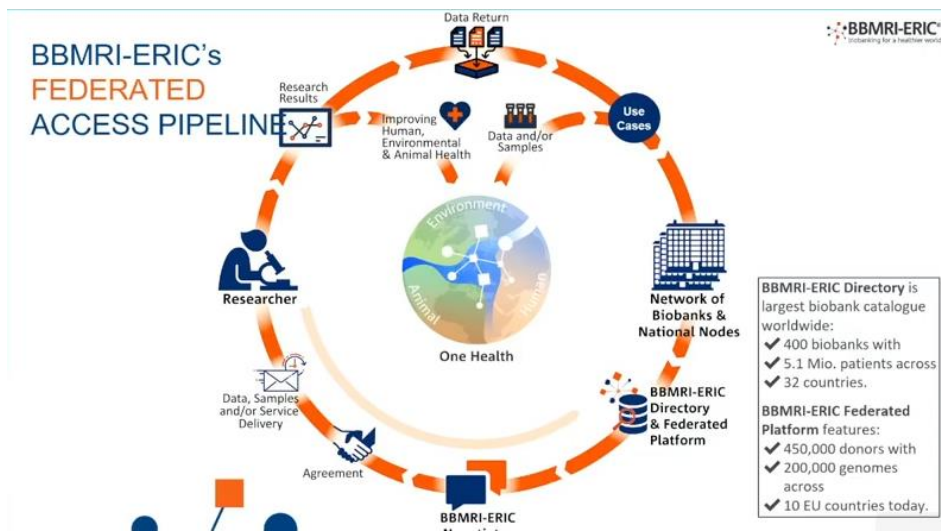 BBMRI-ERIC's
FEDERATED
ACCESS PIPELINE
Data Return
BBMRI-ERIC®
Use
Cases
Network of
Biobanks &
National Nodes
BBMRI-ERIC
Directory
& Federated
Platform
BBMRI-ERIC
Agreement
Data, Samples
and/or Service
Delivery
Researcher
Research
Results
Improving
Human,
Environmental
& Animal Health
Data and/or
Samples
Environment
Animal
Human
One Health
BBMRI-ERIC Directory is
largest biobank catalogue
worldwide:
✔ 400 biobanks with
✔ 5.1 Mio. patients across
✔ 32 countries.
BBMRI-ERIC Federated
Platform features:
✔ 450,000 donors with
✔ 200,000 genomes
across
✔ 10 EU countries today.